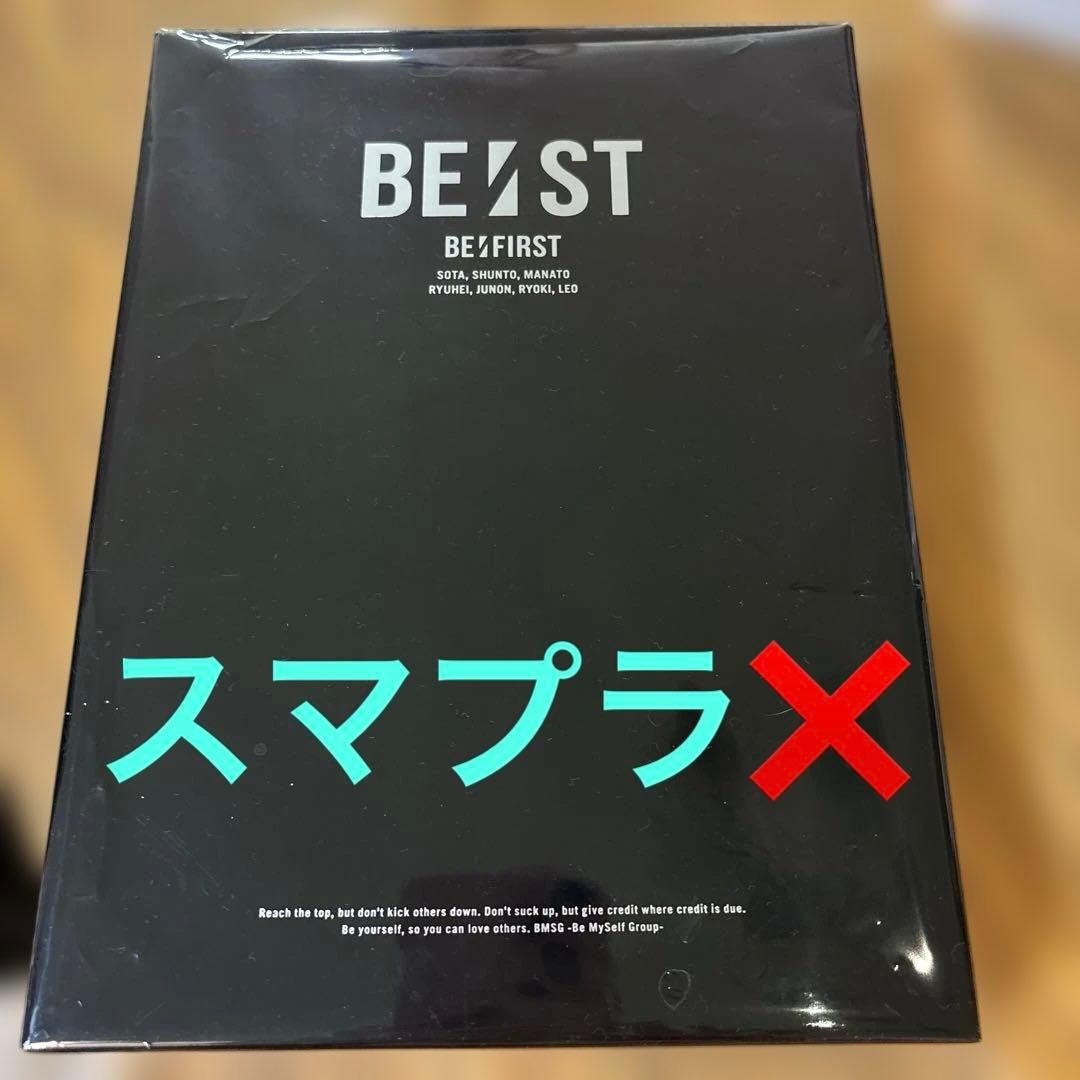 BE:ST
BE:FIRST
SOTA, SHUNTO, MANATO
RYUHEI, JUNON, RYOKI, LEO
スマプラ❌
Reach the top, but don't kick others down. Don't suck up, but give credit where credit is due.
Be yourself, so you can love others. BMSG -Be MySelf Group-